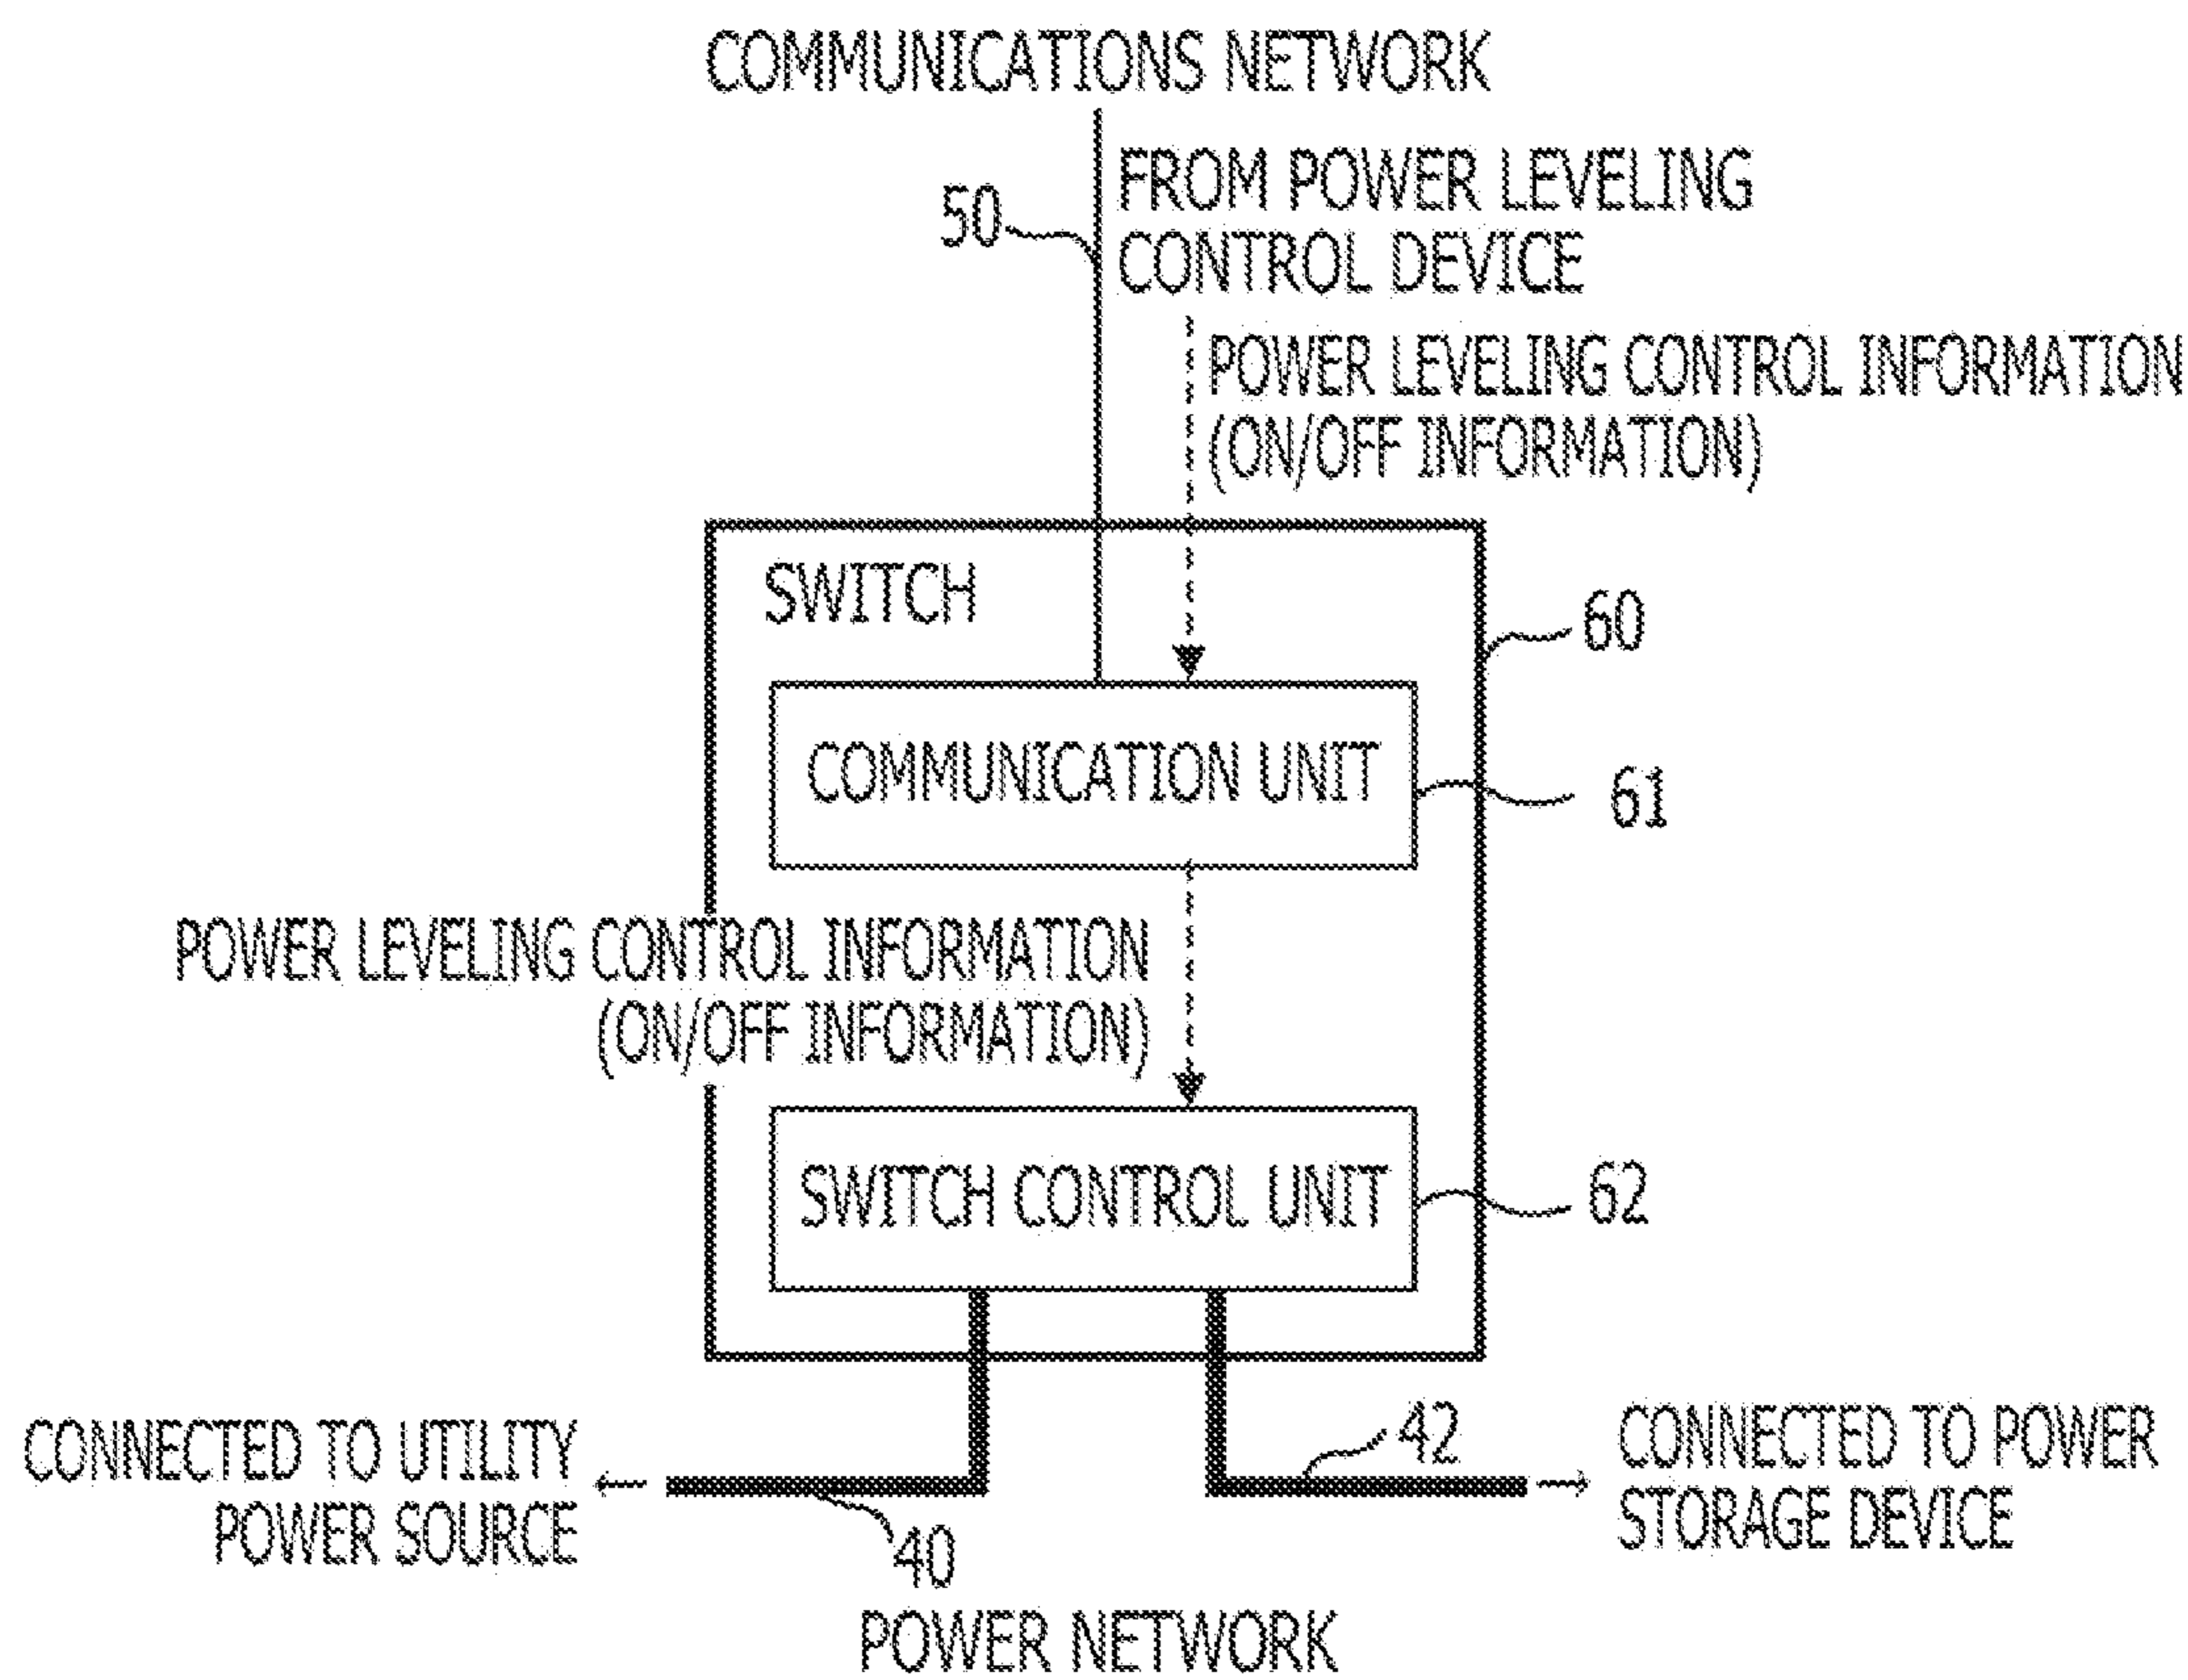 COMMUNICATIONS NETWORK
FROM POWER LEVELING
50
CONTROL DEVICE
POWER LEVELING CONTROL INFORMATION
(ON/OFF INFORMATION)
SWITCH
60
COMMUNICATION UNIT
61
POWER LEVELING CONTROL INFORMATION
(ON/OFF INFORMATION)
SWITCH CONTROL UNIT
62
CONNECTED TO UTILITY
POWER SOURCE
42
CONNECTED TO POWER
STORAGE DEVICE
40
POWER NETWORK